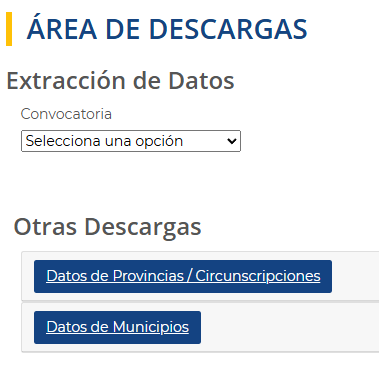 ÁREA DE DESCARGAS
Extracción de Datos
Convocatoria
Selecciona una opción
Otras Descargas
Datos de Provincias / Circunscripciones
Datos de Municipios